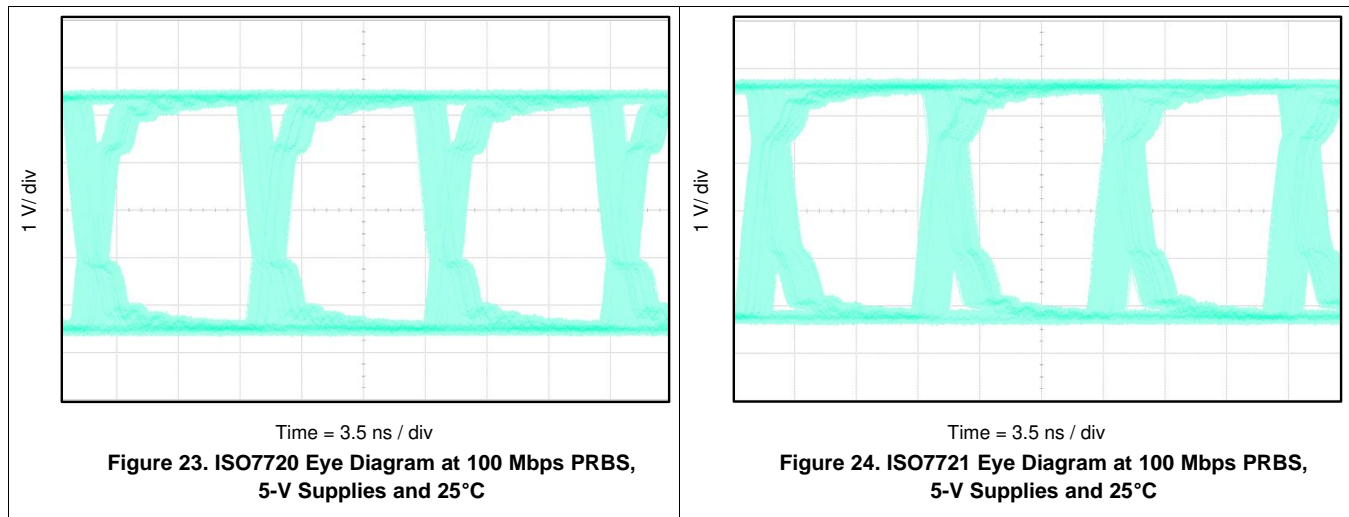 1 V/ div
Time = 3.5 ns / div
Figure 23. ISO7720 Eye Diagram at 100 Mbps PRBS,
5-V Supplies and 25°C
1 V/ div
Time = 3.5 ns / div
Figure 24. ISO7721 Eye Diagram at 100 Mbps PRBS,
5-V Supplies and 25°C